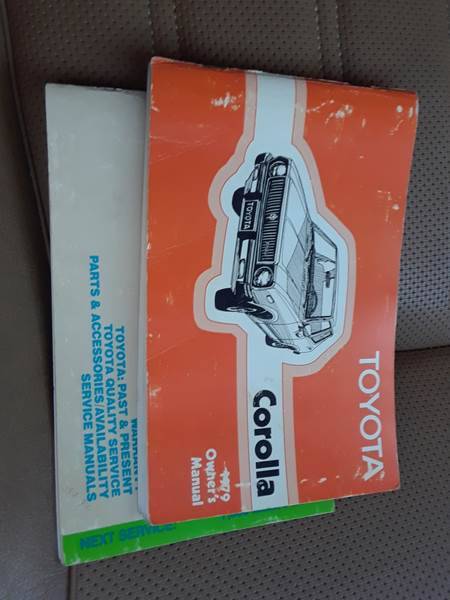 TOYOTA
TOYOTA
Corolla
1979
Owner's
Manual
TOYOTA: PAST & PRESENT
TOYOTA QUALITY SERVICE
PARTS & ACCESSORIES AVAILABILITY
SERVICE MANUALS
NEXT SERVICE!